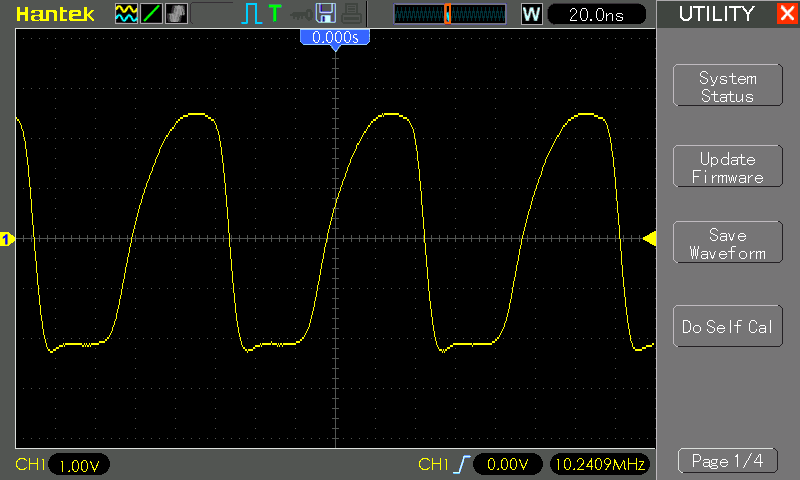 Hantek
T
W
20.0ns
UTILITY
X
0.000s
System
Status
Update
Firmware
Save
Waveform
Do Self Cal
1
CH1 1.00V
CH1 0.00V 10.2409MHz
Page 1/4